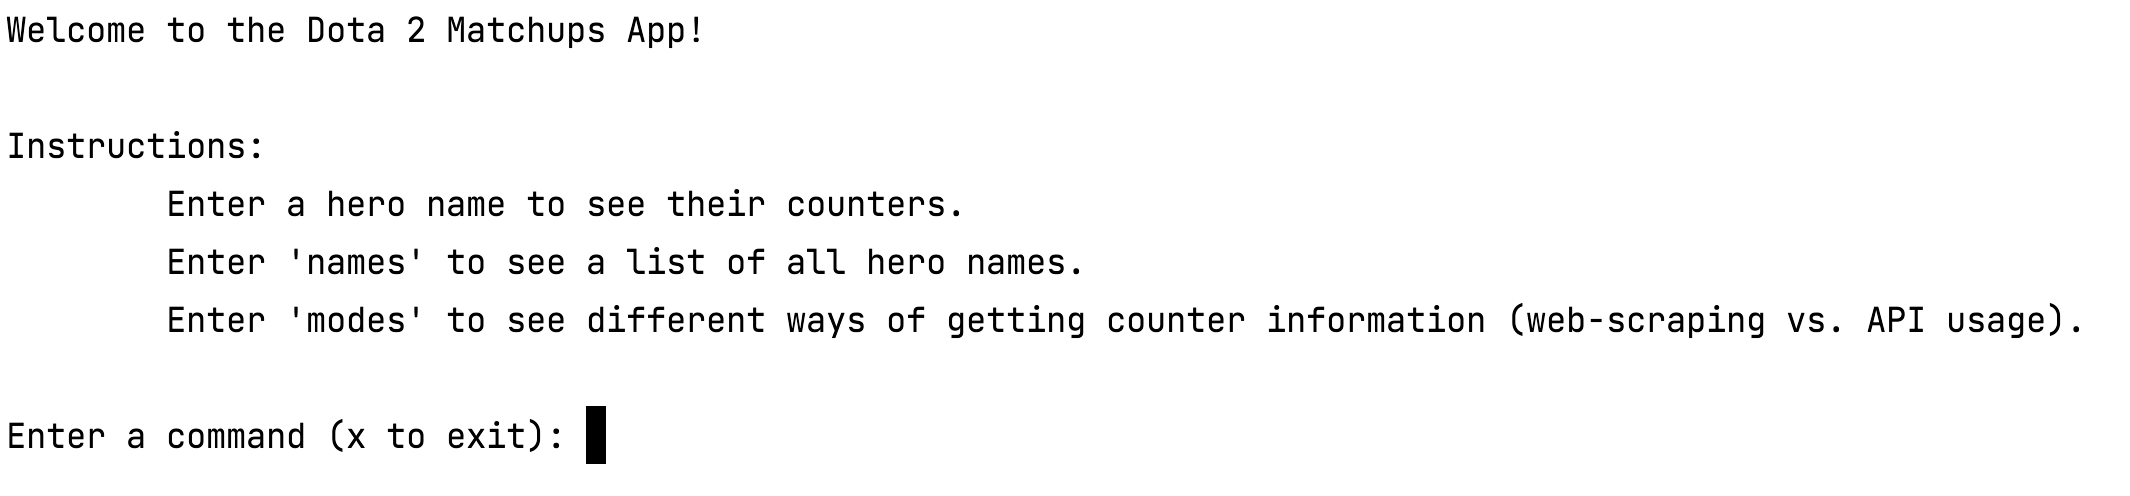 Welcome to the Dota 2 Matchups App!
Instructions:
Enter a hero name to see their counters.
Enter 'names' to see a list of all hero names.
Enter 'modes' to see different ways of getting counter information (web-scraping vs. API usage).
Enter a command (x to exit):